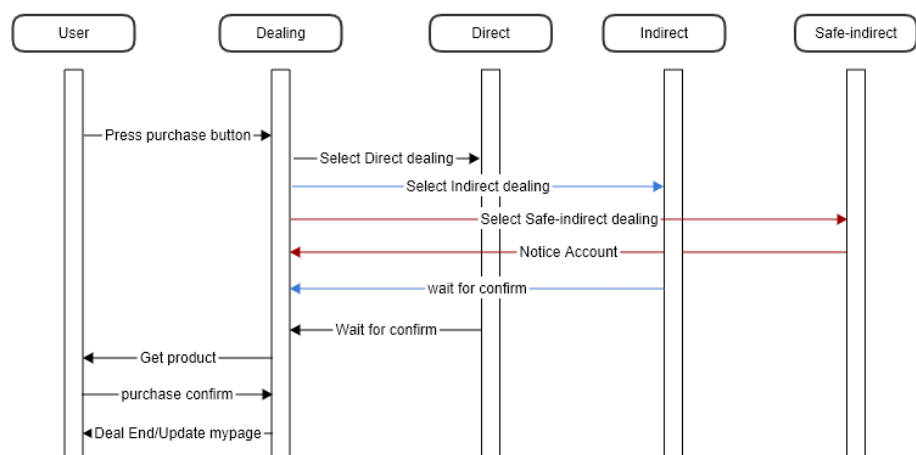 User
Dealing
Direct
Indirect
Safe-indirect
Press purchase button
Select Direct dealing
Select Indirect dealing
Select Safe-indirect dealing
Notice Account
wait for confirm
Wait for confirm
Get product
purchase confirm
Deal End/Update mypage